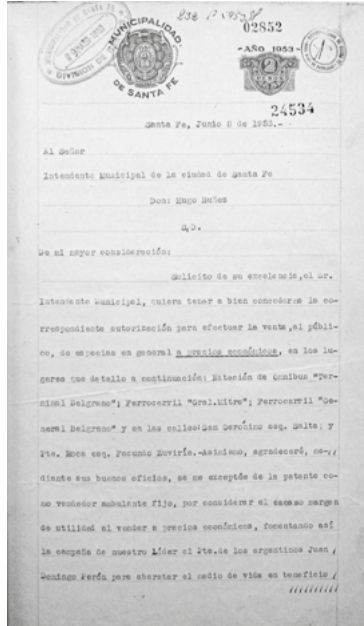 MUNICIPALIDAD
DE SANTA FE
02852
-AÑO 1953-
2
24534
Santa Fe, Junio 8 de 1953.-
Al Señor
Intendente Municipal de la ciudad de Santa Fe
Don: Hugo Nuñez
S/D.
De mi mayor consideración:
Solicito de su excelencia,el Sr.
Intendente Municipal, quiera tener a bien concederme la co-
rrespondiente autorización para efectuar la venta,al públi-
co, de especias en general a precios económicos, en los lu-
gares que detallo a continuación: Estación de Omnibus "Ter-
minal Belgrano"; Ferrocarril "Gral.Mitre"; Ferrocarril "Ge-
neral Belgrano" y en las calles:San Gerónimo esq. Salta; y
Pte. Roca esq. Facundo Zuviría.-Asimismo, agradeceré, me-
diante sus buenos oficios, se me exceptúe de la patente co-
mo vendedor ambulante fijo, por considerar el escaso margen
de utilidad al vender a precios económicos, fomentando así
la campaña de nuestro Líder el Pte.de los argentinos Juan
Domingo Perón para abaratar el medio de vida en beneficio